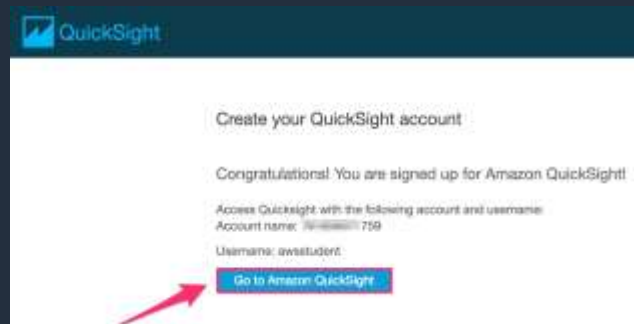 QuickSight
Create your QuickSight account
Congratulations! You are signed up for Amazon QuickSight!
Access Quicksight with the following account and username:
Account name: 759
Username: awsstudent
Go to Amazon QuickSight